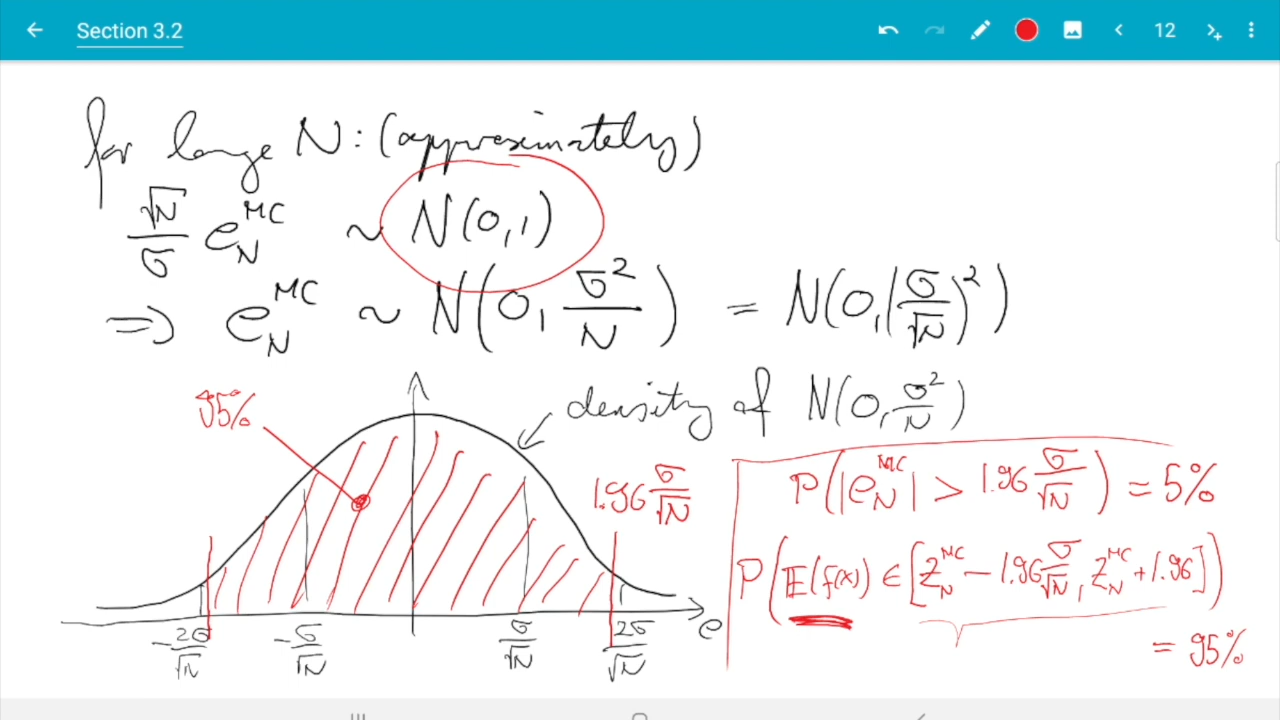 Section 3.2
12
for large N: (approximately)
√N/σ e_N^MC ~ N(0,1)
=> e_N^MC ~ N(0, σ²/N) = N(0, (σ/√N)²)
density of N(0, σ²/N)
95%
1.96 σ/√N
P(|e_N^MC| > 1.96 σ/√N) = 5%
P(E(f(x)) ∈ [Z_N^MC - 1.96 σ/√N, Z_N^MC + 1.96])
= 95%
-2σ/√N -σ/√N σ/√N 2σ/√N e